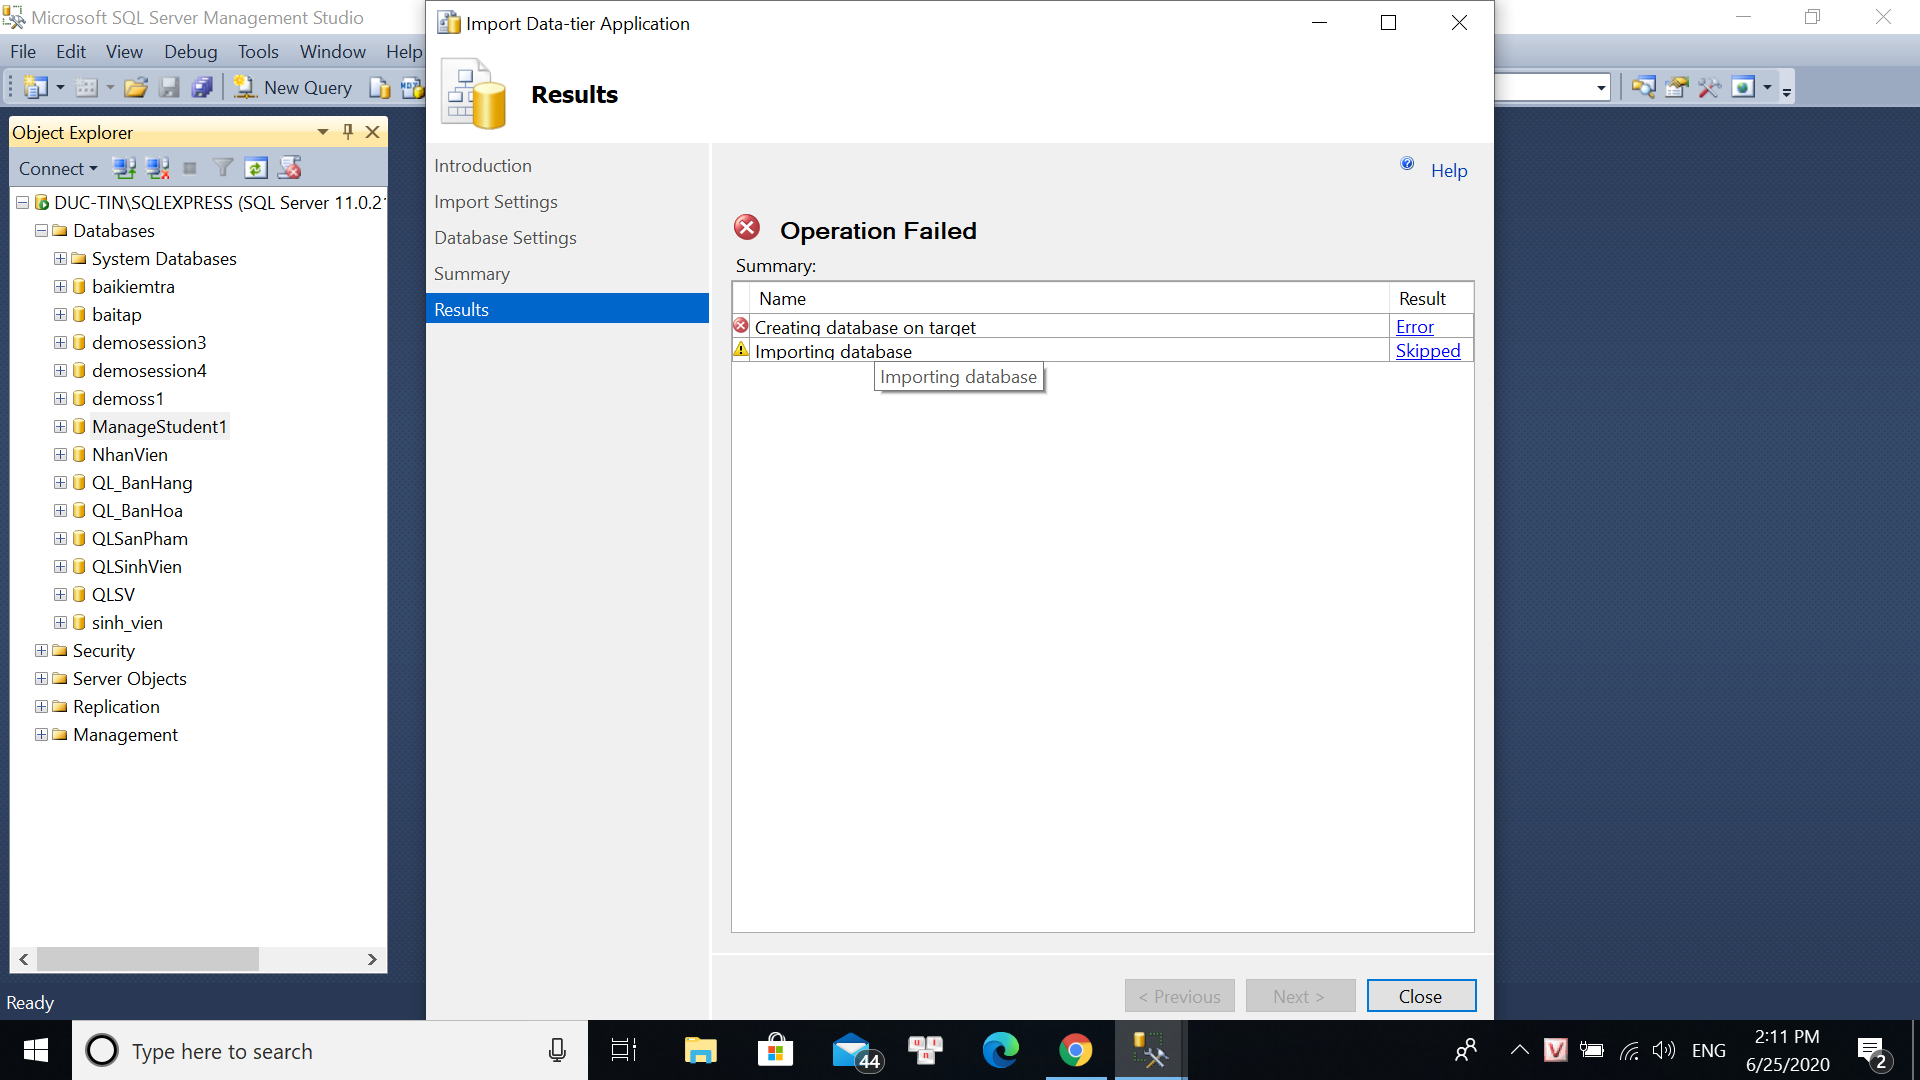 Microsoft SQL Server Management Studio
File Edit View Debug Tools Window Help
New Query
Object Explorer
Connect
DUC-TIN\SQLEXPRESS (SQL Server 11.0.21
Databases
System Databases
baikiemtra
baitap
demosession3
demosession4
demoss1
ManageStudent1
NhanVien
QL_BanHang
QL_BanHoa
QLSanPham
QLSinhVien
QLSV
sinh_vien
Security
Server Objects
Replication
Management
Ready
Import Data-tier Application
Results
Introduction
Import Settings
Database Settings
Summary
Results
Help
Operation Failed
Summary:
Name Result
Creating database on target Error
Importing database Skipped
Importing database
< Previous Next > Close
Type here to search
44
ENG
2:11 PM
6/25/2020
2